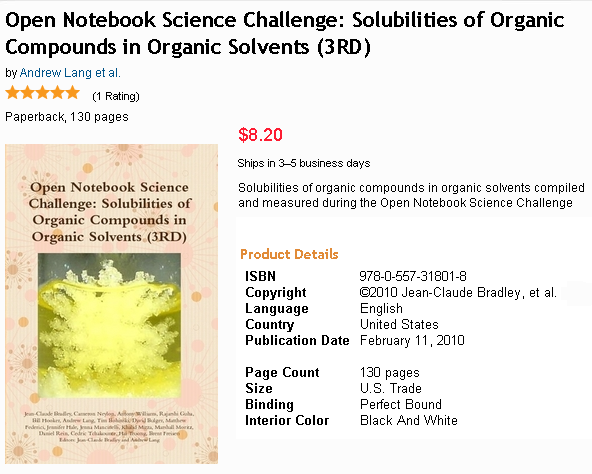 Open Notebook Science Challenge: Solubilities of Organic
Compounds in Organic Solvents (3RD)
by Andrew Lang et al.
(1 Rating)
Paperback, 130 pages
$8.20
Ships in 3–5 business days
Solubilities of organic compounds in organic solvents compiled
and measured during the Open Notebook Science Challenge
Open Notebook Science
Challenge: Solubilities of
Organic Compounds in
Organic Solvents (3RD)
Jean-Claude Bradley, Cameron Neylon, Antony Williams, Rajarshi Guha,
Bill Hooker, Andrew Lang, Tim Bohinski, David Bulger, Matthew
Federici, Jennifer Hale, Jenna Mancinelli, Khalid Mirza, Marshall Moritz,
Daniel Rein, Cedric Tchakounte, Hai Truong, Brent Friesen
Editors: Jean-Claude Bradley and Andrew Lang
Product Details
ISBN 978-0-557-31801-8
Copyright ©2010 Jean-Claude Bradley, et al.
Language English
Country United States
Publication Date February 11, 2010
Page Count 130 pages
Size U.S. Trade
Binding Perfect Bound
Interior Color Black And White